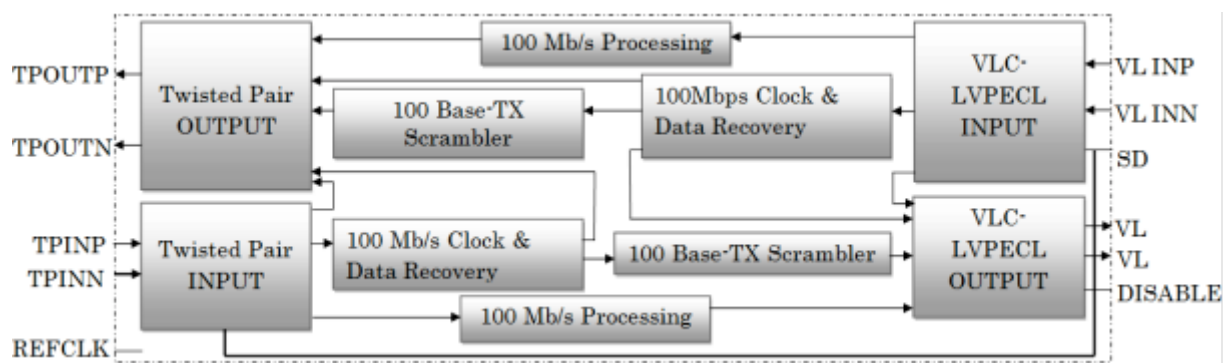 100 Mb/s Processing
TPOUTP
TPOUTN
Twisted Pair
OUTPUT
100 Base-TX
Scrambler
100Mbps Clock &
Data Recovery
VLC-
LVPECL
INPUT
VL INP
VL INN
SD
TPINP
TPINN
Twisted Pair
INPUT
100 Mb/s Clock &
Data Recovery
100 Base-TX Scrambler
VLC-
LVPECL
OUTPUT
VL
VL
DISABLE
100 Mb/s Processing
REFCLK